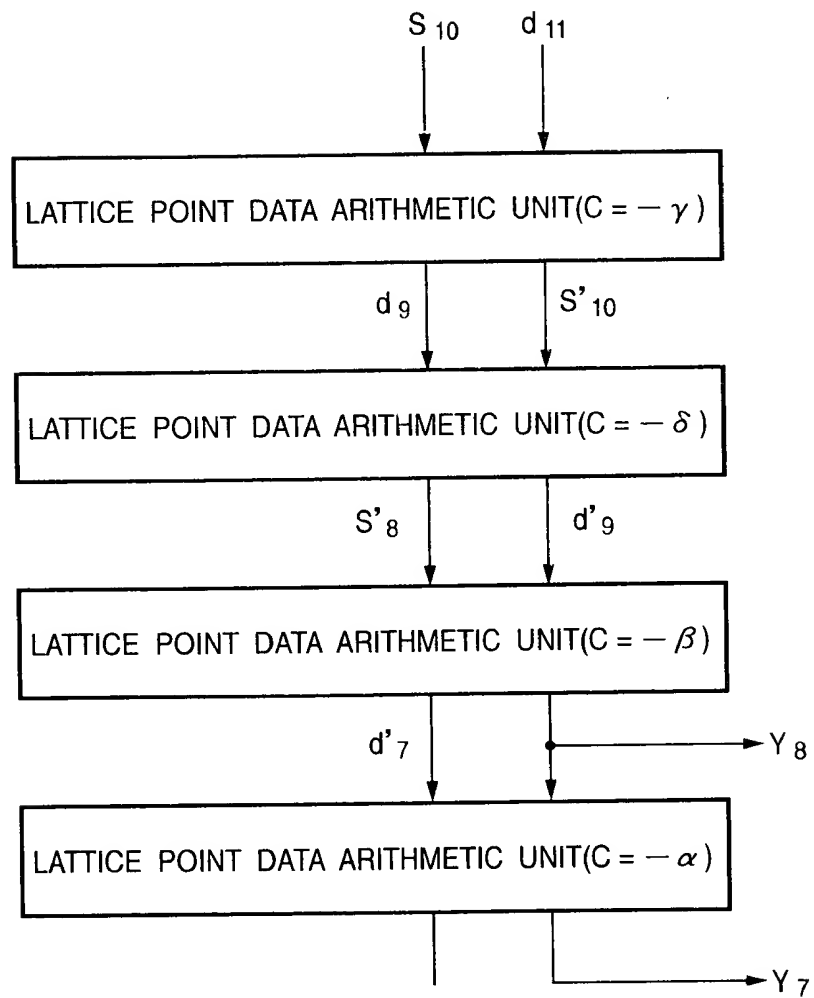 S 10 d 11
LATTICE POINT DATA ARITHMETIC UNIT(C = − γ )
d 9 S' 10
LATTICE POINT DATA ARITHMETIC UNIT(C = − δ )
S' 8 d' 9
LATTICE POINT DATA ARITHMETIC UNIT(C = − β )
d' 7 Y 8
LATTICE POINT DATA ARITHMETIC UNIT(C = − α )
Y 7